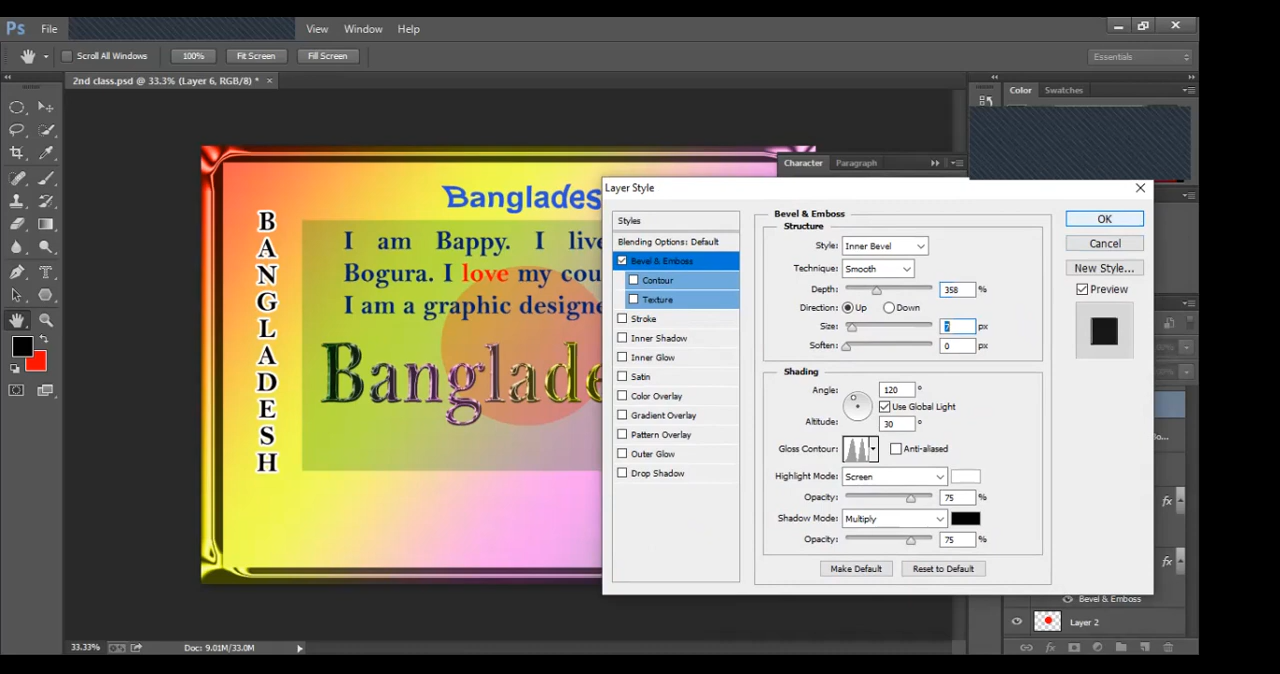 Ps File View Window Help
Scroll All Windows 100% Fit Screen Fill Screen Essentials
2nd class.psd @ 33.3% (Layer 6, RGB/8) * ×
Color Swatches
Character Paragraph
Layer Style
BANGLADESH
Banglades
I am Bappy. I live
Bogura. I love my cou
I am a graphic designe
Banglade
Styles
Blending Options: Default
Bevel & Emboss
Contour
Texture
Stroke
Inner Shadow
Inner Glow
Satin
Color Overlay
Gradient Overlay
Pattern Overlay
Outer Glow
Drop Shadow
Bevel & Emboss
Structure
Style: Inner Bevel
Technique: Smooth
Depth: 358 %
Direction: Up Down
Size: 7 px
Soften: 0 px
Shading
Angle: 120 °
Use Global Light
Altitude: 30 °
Gloss Contour: Anti-aliased
Highlight Mode: Screen
Opacity: 75 %
Shadow Mode: Multiply
Opacity: 75 %
Make Default Reset to Default
OK
Cancel
New Style...
Preview
fx
fx
Bevel & Emboss
Layer 2
33.33% Doc: 9.01M/33.0M
fx